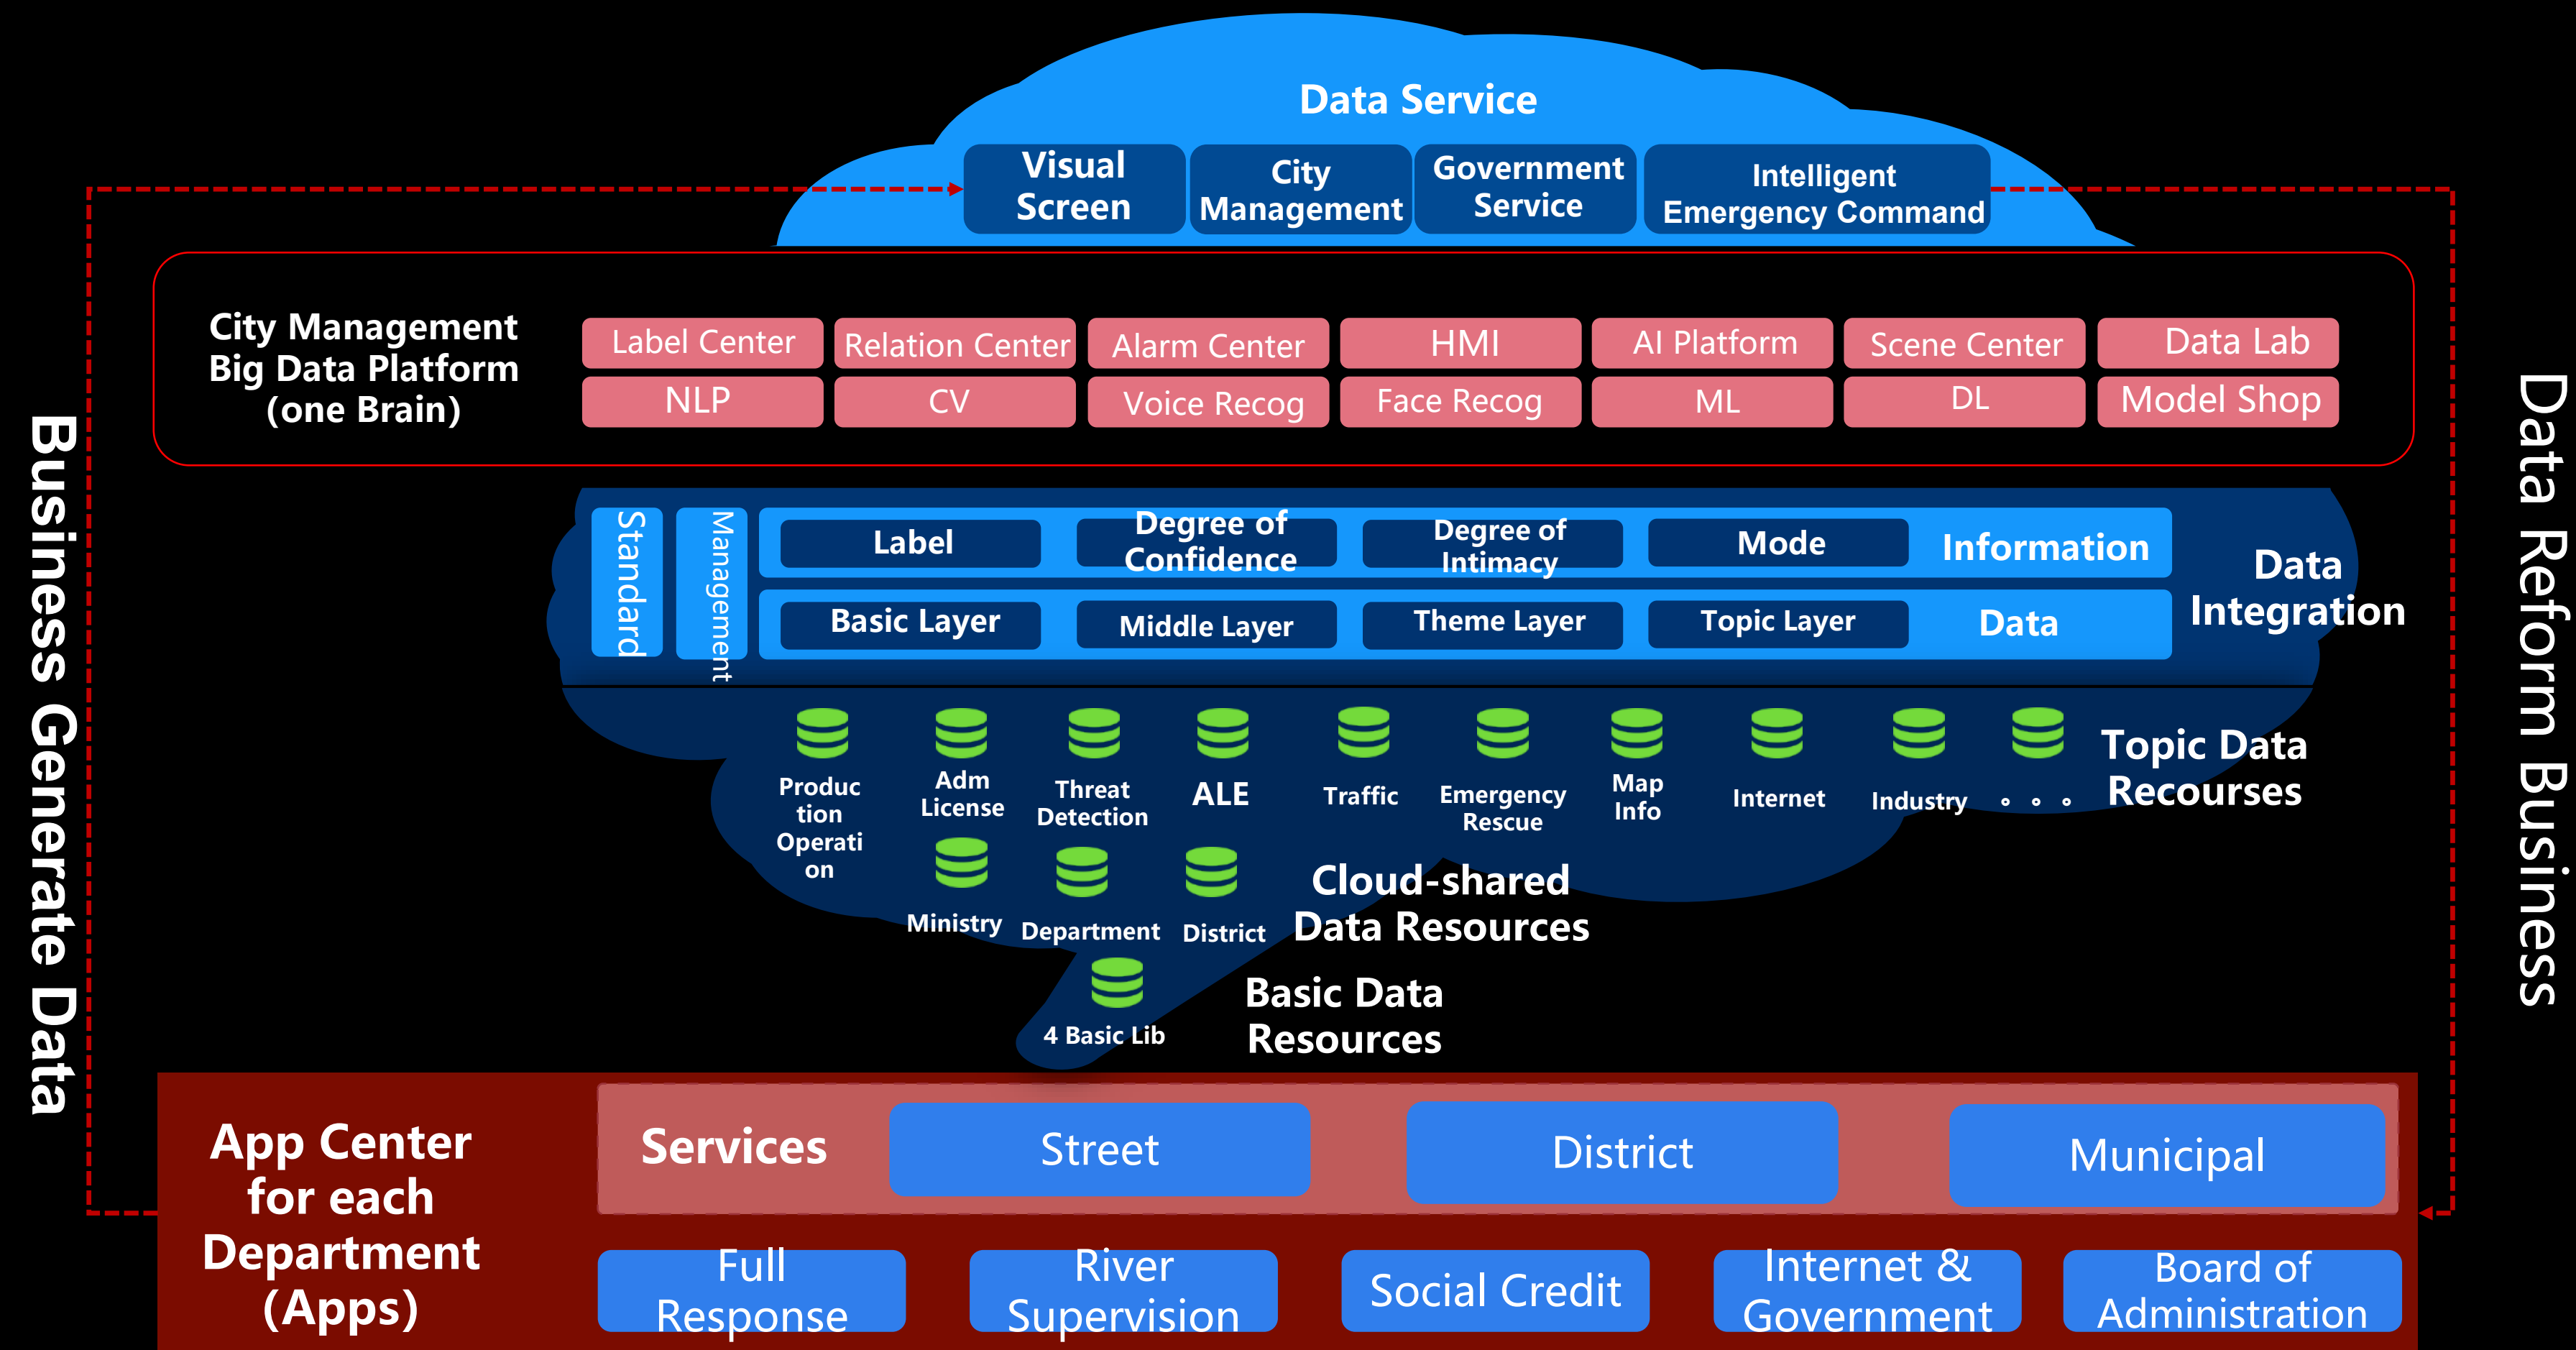 Data Service
Visual
Screen
City
Management
Government
Service
Intelligent
Emergency Command
City Management
Big Data Platform
(one Brain)
Label Center
Relation Center
Alarm Center
HMI
AI Platform
Scene Center
Data Lab
NLP
CV
Voice Recog
Face Recog
ML
DL
Model Shop
Business Generate Data
Data Reform Business
Standard
Management
Label
Degree of
Confidence
Degree of
Intimacy
Mode
Information
Basic Layer
Middle Layer
Theme Layer
Topic Layer
Data
Data
Integration
Produc
tion
Operati
on
Adm
License
Threat
Detection
ALE
Traffic
Emergency
Rescue
Map
Info
Internet
Industry
。。。
Topic Data
Recourses
Ministry
Department
District
Cloud-shared
Data Resources
4 Basic Lib
Basic Data
Resources
App Center
for each
Department
(Apps)
Services
Street
District
Municipal
Full
Response
River
Supervision
Social Credit
Internet &
Government
Board of
Administration